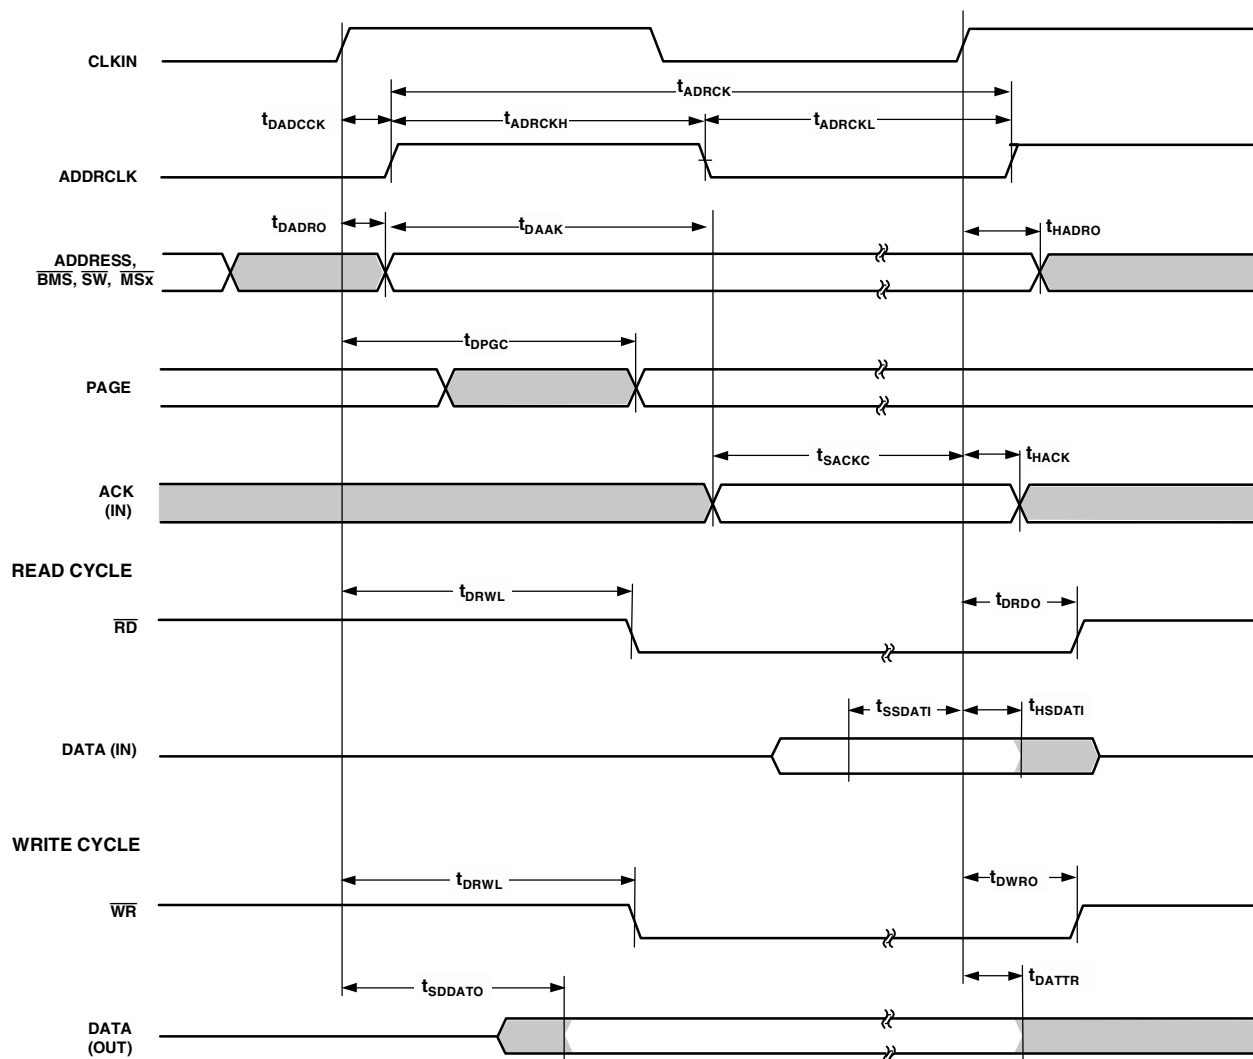 CLKIN
tADRCK
tDADCCK
tADRCKH
tADRCKL
ADDRCLK
tDADRO
tDAAK
tHADRO
ADDRESS,
BMS, SW, MSx
tDPGC
PAGE
tSACKC
tHACK
ACK
(IN)
READ CYCLE
tDRWL
tDRDO
RD
tSSDATI
tHSDATI
DATA (IN)
WRITE CYCLE
tDRWL
tDWRO
WR
tSDDATO
tDATTR
DATA
(OUT)